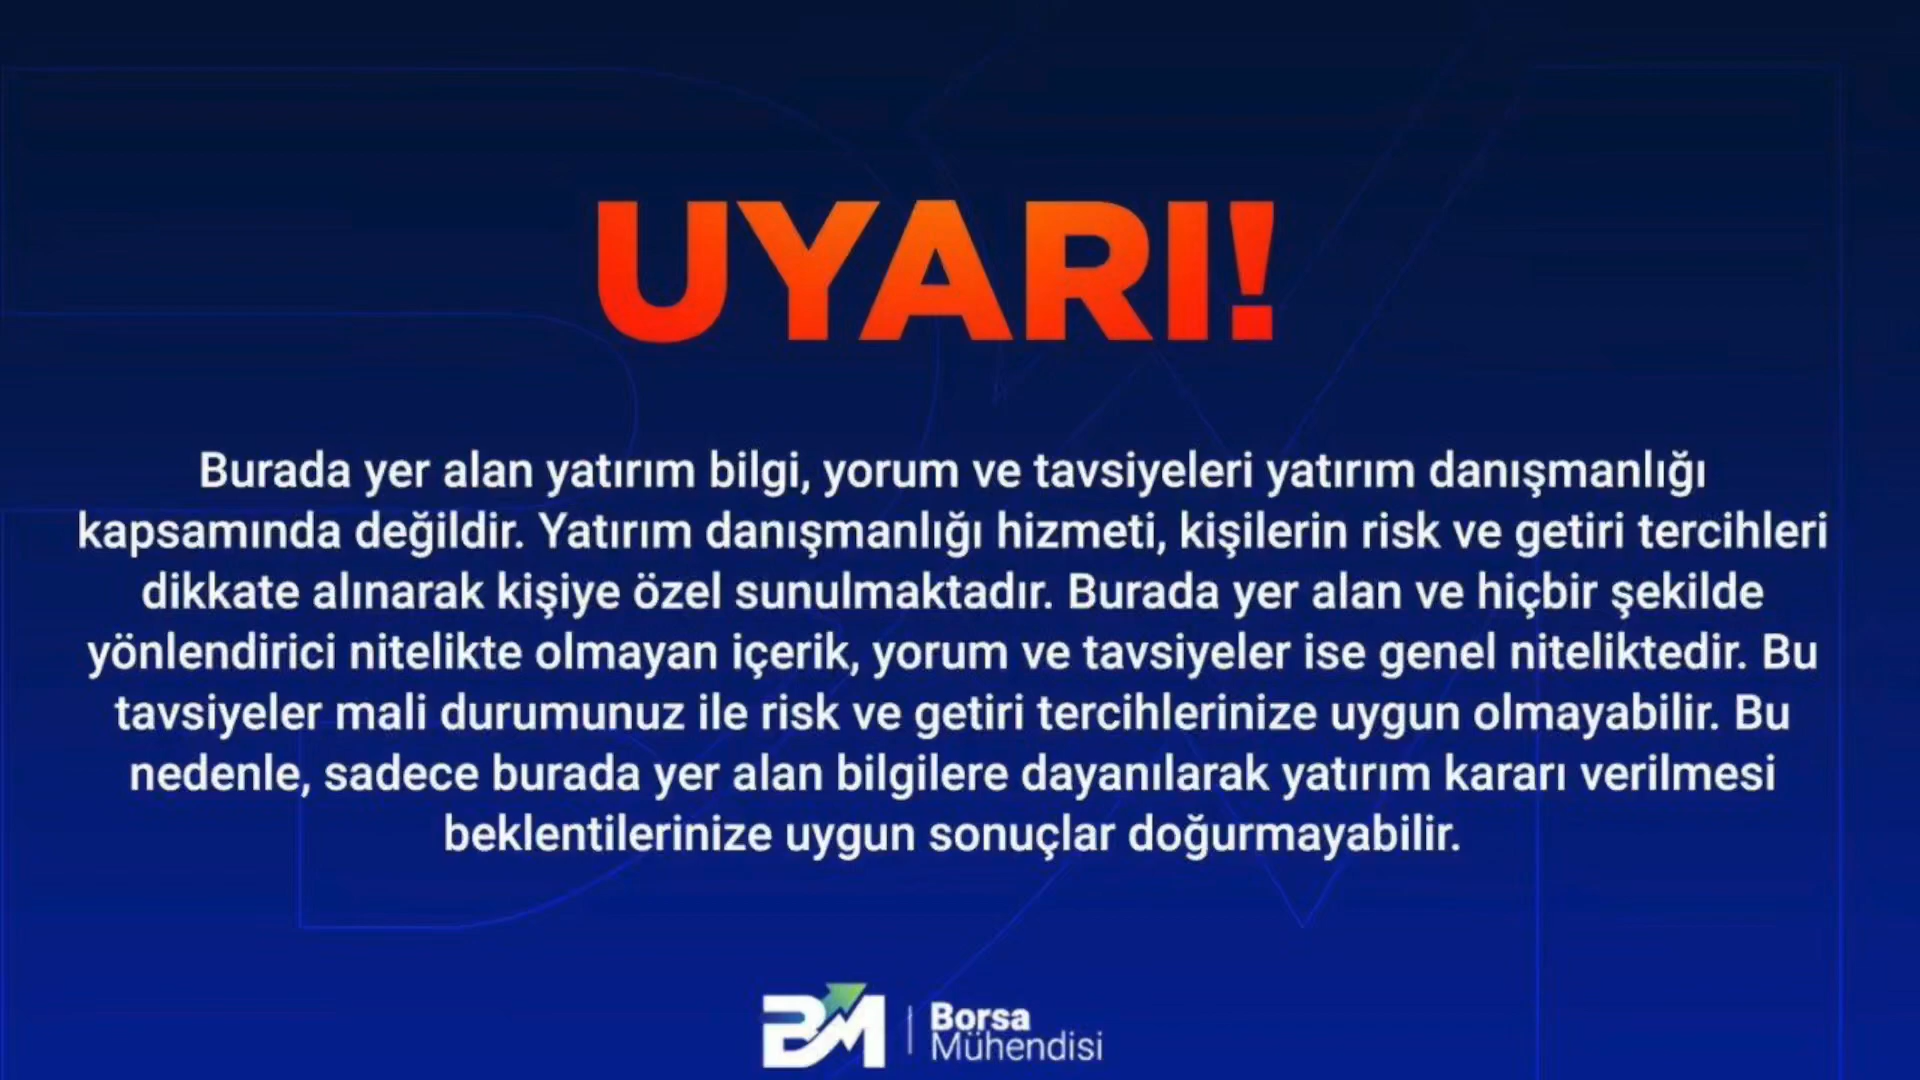 UYARI!
Burada yer alan yatırım bilgi, yorum ve tavsiyeleri yatırım danışmanlığı
kapsamında değildir. Yatırım danışmanlığı hizmeti, kişilerin risk ve getiri tercihleri
dikkate alınarak kişiye özel sunulmaktadır. Burada yer alan ve hiçbir şekilde
yönlendirici nitelikte olmayan içerik, yorum ve tavsiyeler ise genel niteliktedir. Bu
tavsiyeler mali durumunuz ile risk ve getiri tercihlerinize uygun olmayabilir. Bu
nedenle, sadece burada yer alan bilgilere dayanılarak yatırım kararı verilmesi
beklentilerinize uygun sonuçlar doğurmayabilir.
BM
Borsa
Mühendisi